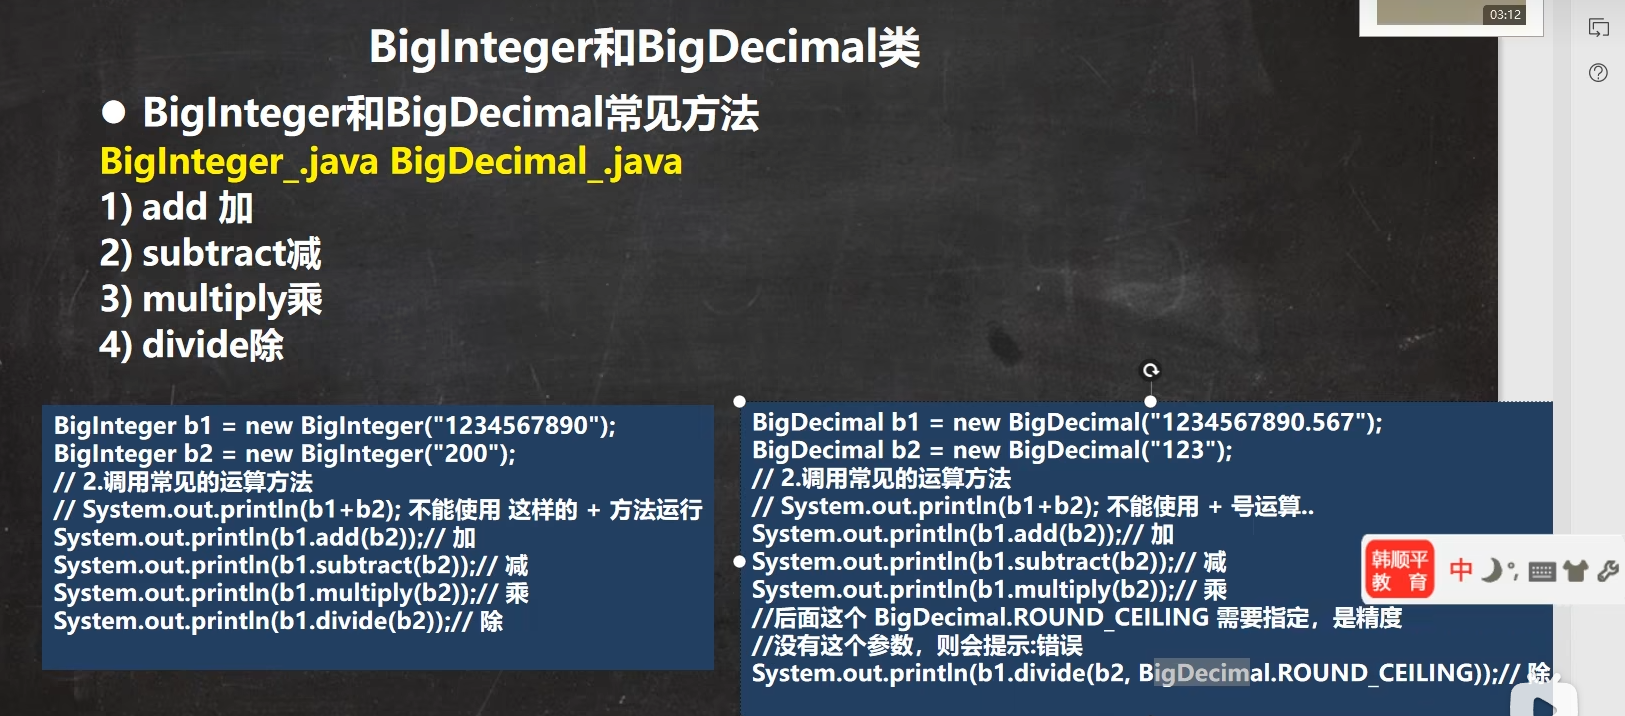 03:12
BigInteger和BigDecimal类
● BigInteger和BigDecimal常见方法
BigInteger_.java BigDecimal_.java
1) add 加
2) subtract减
3) multiply乘
4) divide除
BigInteger b1 = new BigInteger("1234567890");
BigInteger b2 = new BigInteger("200");
// 2.调用常见的运算方法
// System.out.println(b1+b2); 不能使用 这样的 + 方法运行
System.out.println(b1.add(b2));// 加
System.out.println(b1.subtract(b2));// 减
System.out.println(b1.multiply(b2));// 乘
System.out.println(b1.divide(b2));// 除
BigDecimal b1 = new BigDecimal("1234567890.567");
BigDecimal b2 = new BigDecimal("123");
// 2.调用常见的运算方法
// System.out.println(b1+b2); 不能使用 + 号运算..
System.out.println(b1.add(b2));// 加
System.out.println(b1.subtract(b2));// 减
System.out.println(b1.multiply(b2));// 乘
//后面这个 BigDecimal.ROUND_CEILING 需要指定，是精度
//没有这个参数，则会提示:错误
System.out.println(b1.divide(b2, BigDecimal.ROUND_CEILING));// 除
韩顺平
教 育
中